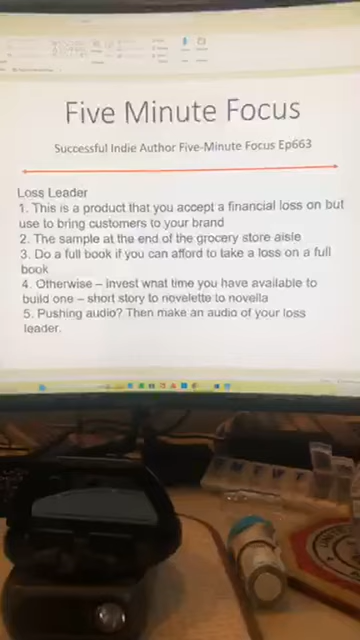 Five Minute Focus
Successful Indie Author Five-Minute Focus Ep663
Loss Leader
1. This is a product that you accept a financial loss on but
use to bring customers to your brand
2. The sample at the end of the grocery store aisle
3. Do a full book if you can afford to take a loss on a full
book
4. Otherwise – invest what time you have available to
build one – short story to novelette to novella
5. Pushing audio? Then make an audio of your loss
leader.
M T W T